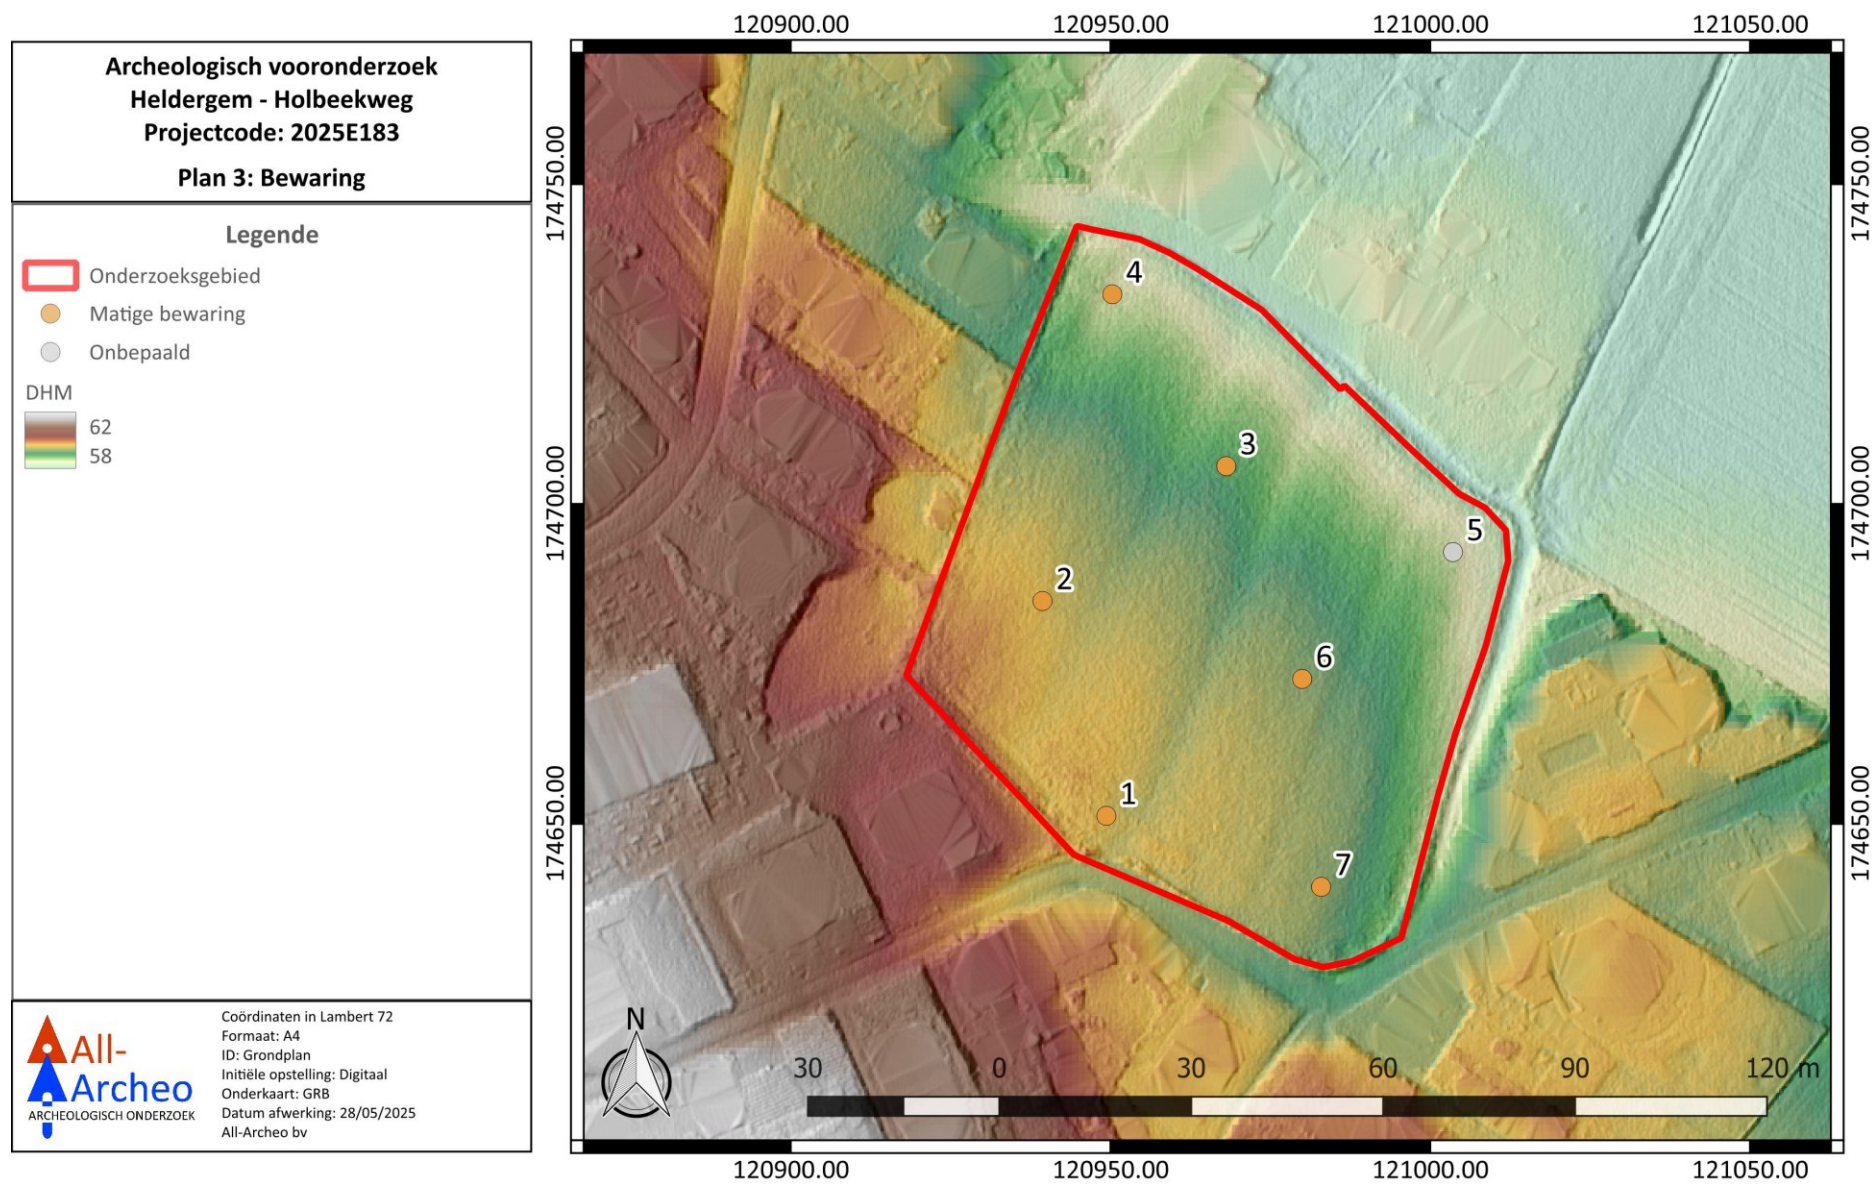 Archeologisch vooronderzoek
Heldergem - Holbeekweg
Projectcode: 2025E183
Plan 3: Bewaring
Legende
Onderzoeksgebied
Matige bewaring
Onbepaald
DHM
62
58
All-
Archeo
ARCHEOLOGISCH ONDERZOEK
Coördinaten in Lambert 72
Formaat: A4
ID: Grondplan
Initiële opstelling: Digitaal
Onderkaart: GRB
Datum afwerking: 28/05/2025
All-Archeo bv
120900.00 120950.00 121000.00 121050.00
174750.00 174750.00
4
3
174700.00 174700.00
5
2
6
1
174650.00 174650.00
7
N
30 0 30 60 90 120 m
120900.00 120950.00 121000.00 121050.00